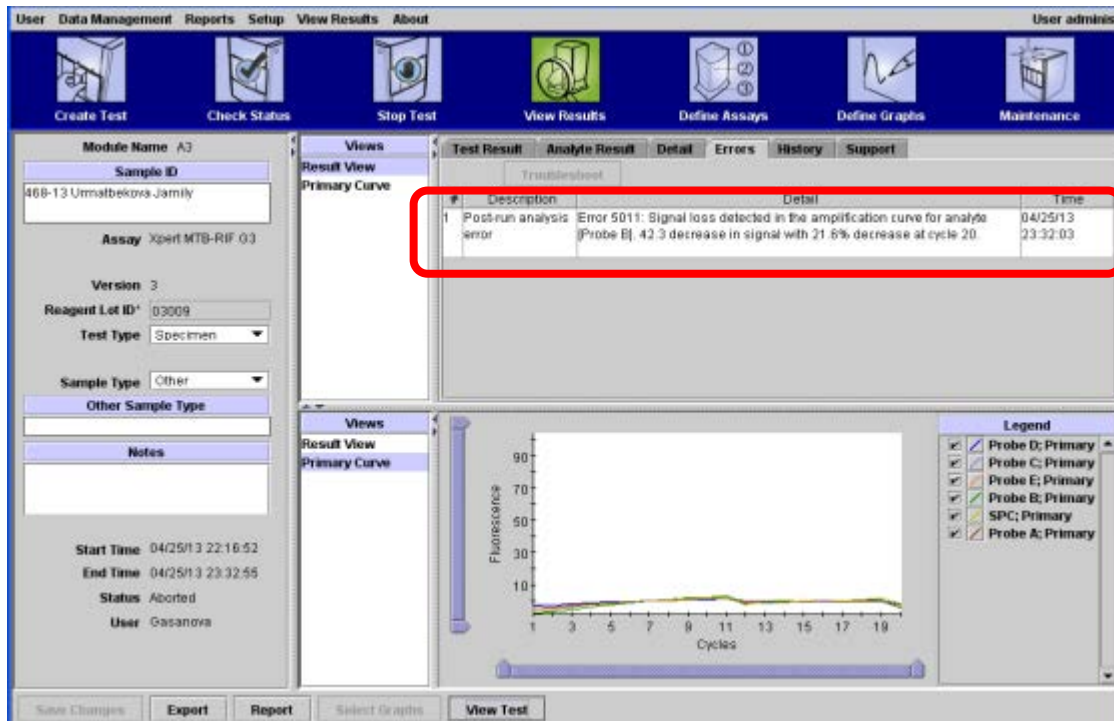 User Data Management Reports Setup View Results About User adminis
Create Test Check Status Stop Test View Results Define Assays Define Graphs Maintenance
Module Name A3
Sample ID
468-13 Urmatbekova Jamily
Assay Xpert MTB-RIF G3
Version 3
Reagent Lot ID* 03009
Test Type Specimen
Sample Type Other
Other Sample Type
Notes
Start Time 04/25/13 22:16:52
End Time 04/25/13 23:32:55
Status Aborted
User Gasanova
Views
Result View
Primary Curve
Test Result Analyte Result Detail Errors History Support
Troubleshoot
# Description Detail Time
1 Post-run analysis error Error 5011: Signal loss detected in the amplification curve for analyte 04/25/13
[Probe B]. 42.3 decrease in signal with 21.6% decrease at cycle 20. 23:32:03
Views
Result View
Primary Curve
Fluorescence
90
70
50
30
10
1 3 5 7 9 11 13 15 17 19
Cycles
Legend
Probe D; Primary
Probe C; Primary
Probe E; Primary
Probe B; Primary
SPC; Primary
Probe A; Primary
Save Changes Export Report Select Graphs View Test